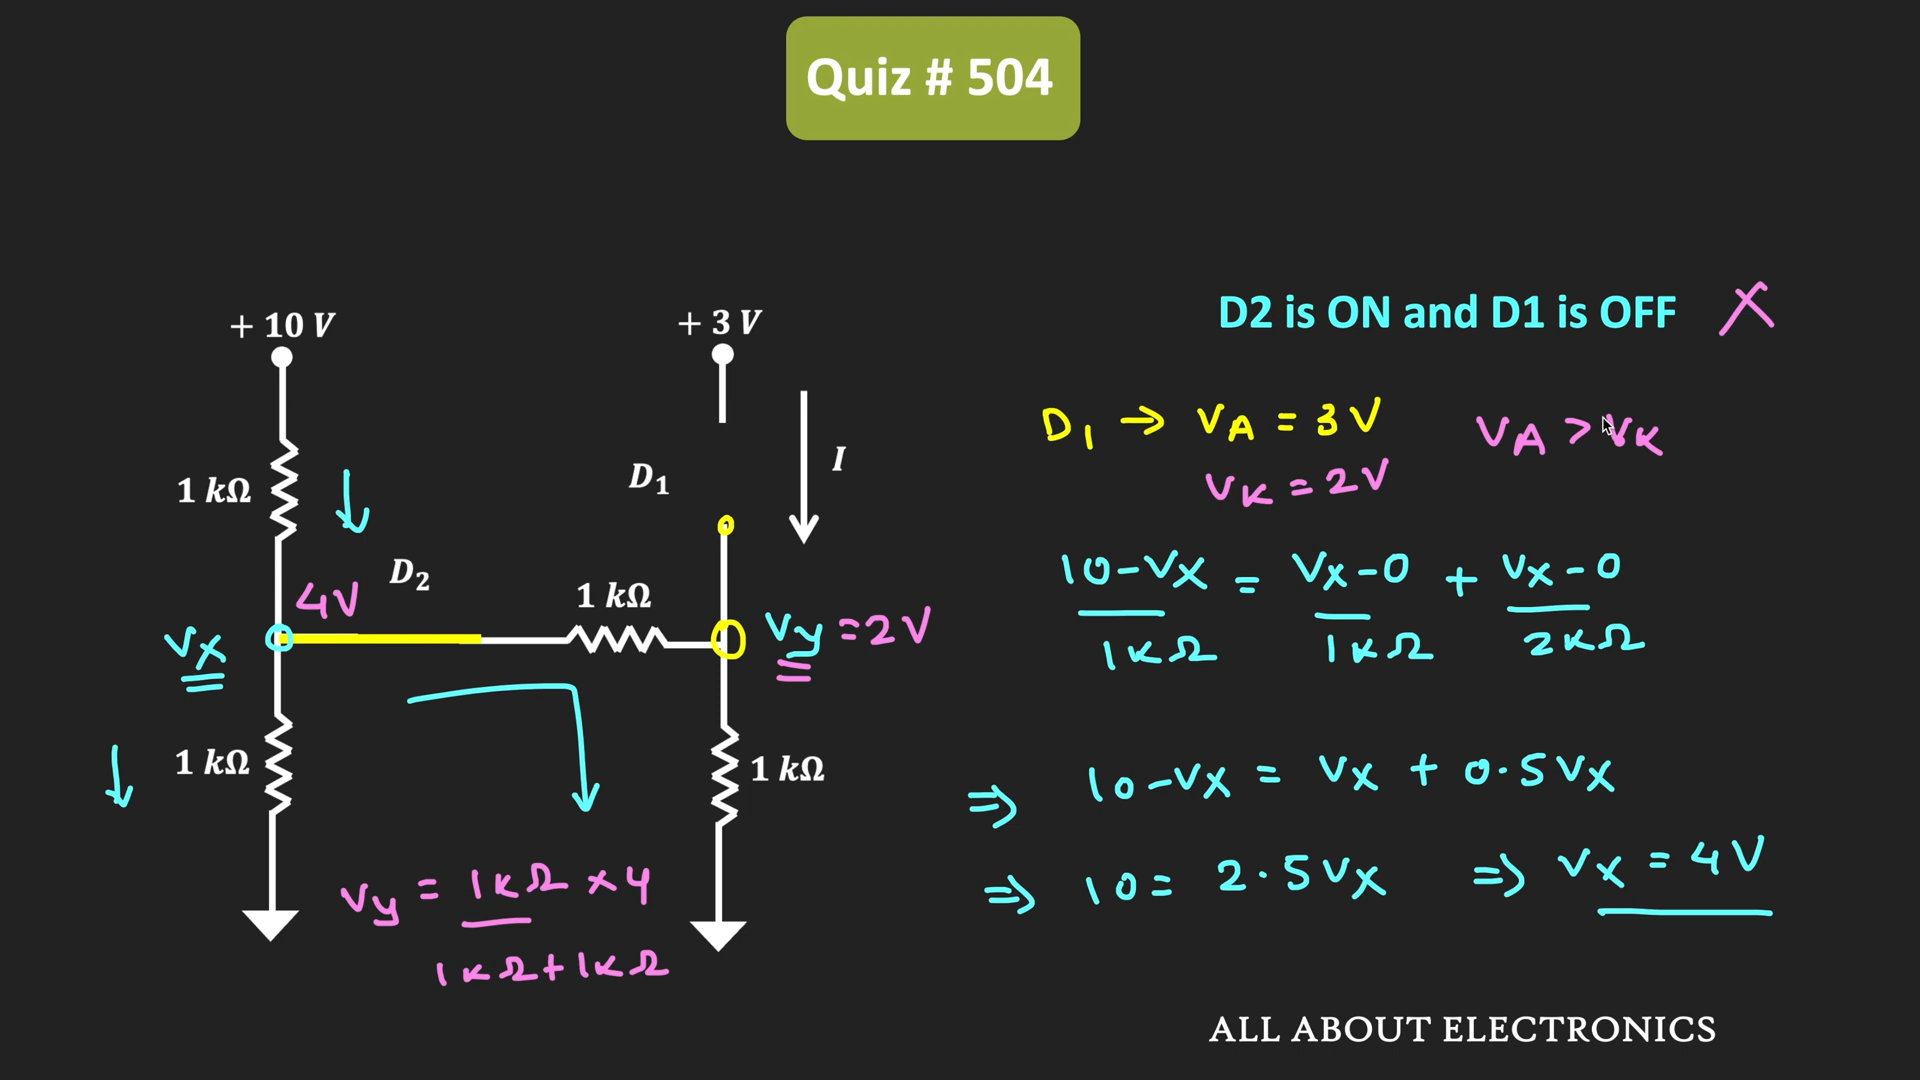 Quiz # 504
+ 10 V
+ 3 V
D2 is ON and D1 is OFF X
D1 → VA = 3V
VK = 2V
VA > VK
1 kΩ
D1
I
D2
4V
1 kΩ
Vx
Vy = 2V
10-Vx = Vx-0 + Vx-0
1kΩ 1kΩ 2kΩ
1 kΩ
1 kΩ
⇒ 10-Vx = Vx + 0.5Vx
⇒ 10 = 2.5Vx ⇒ Vx = 4V
Vy = 1kΩ x 4
1kΩ+1kΩ
ALL ABOUT ELECTRONICS